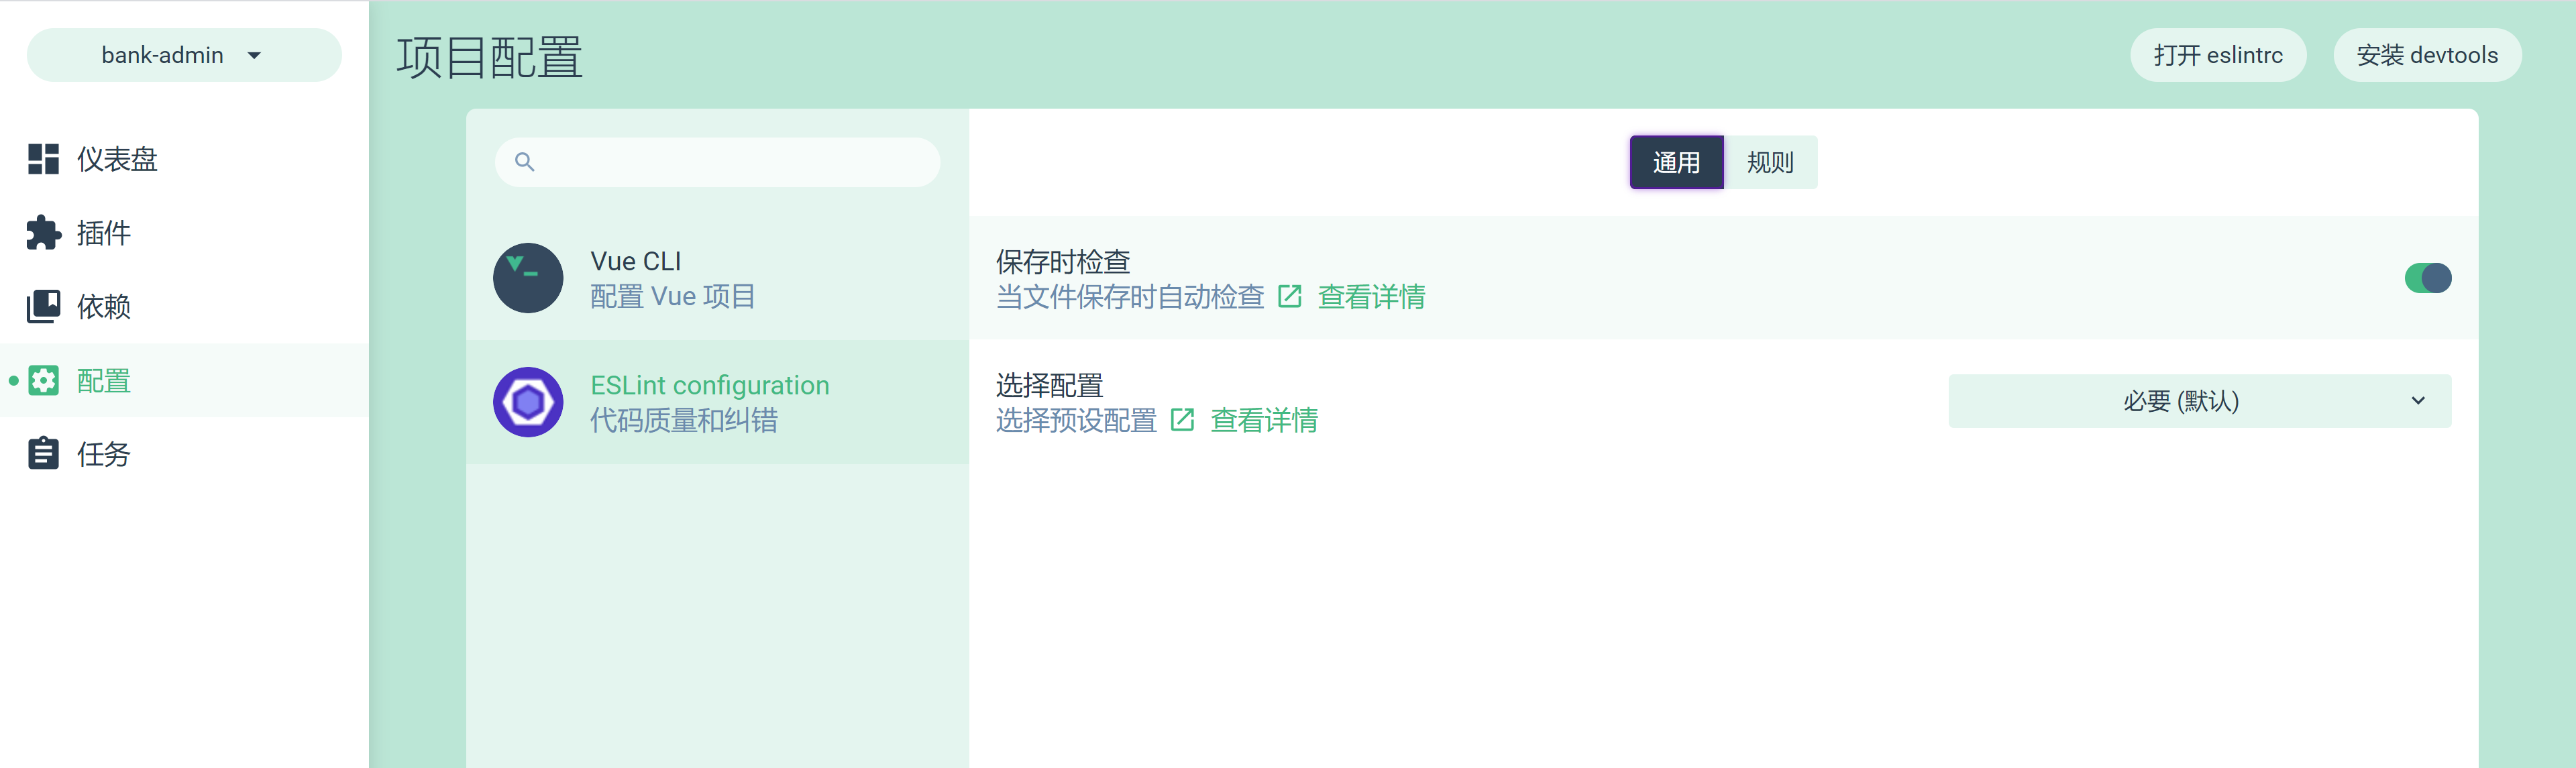 bank-admin
仪表盘
插件
依赖
配置
任务
项目配置
打开 eslintrc
安装 devtools
Vue CLI
配置 Vue 项目
ESLint configuration
代码质量和纠错
通用
规则
保存时检查
当文件保存时自动检查 查看详情
选择配置
选择预设配置 查看详情
必要 (默认)